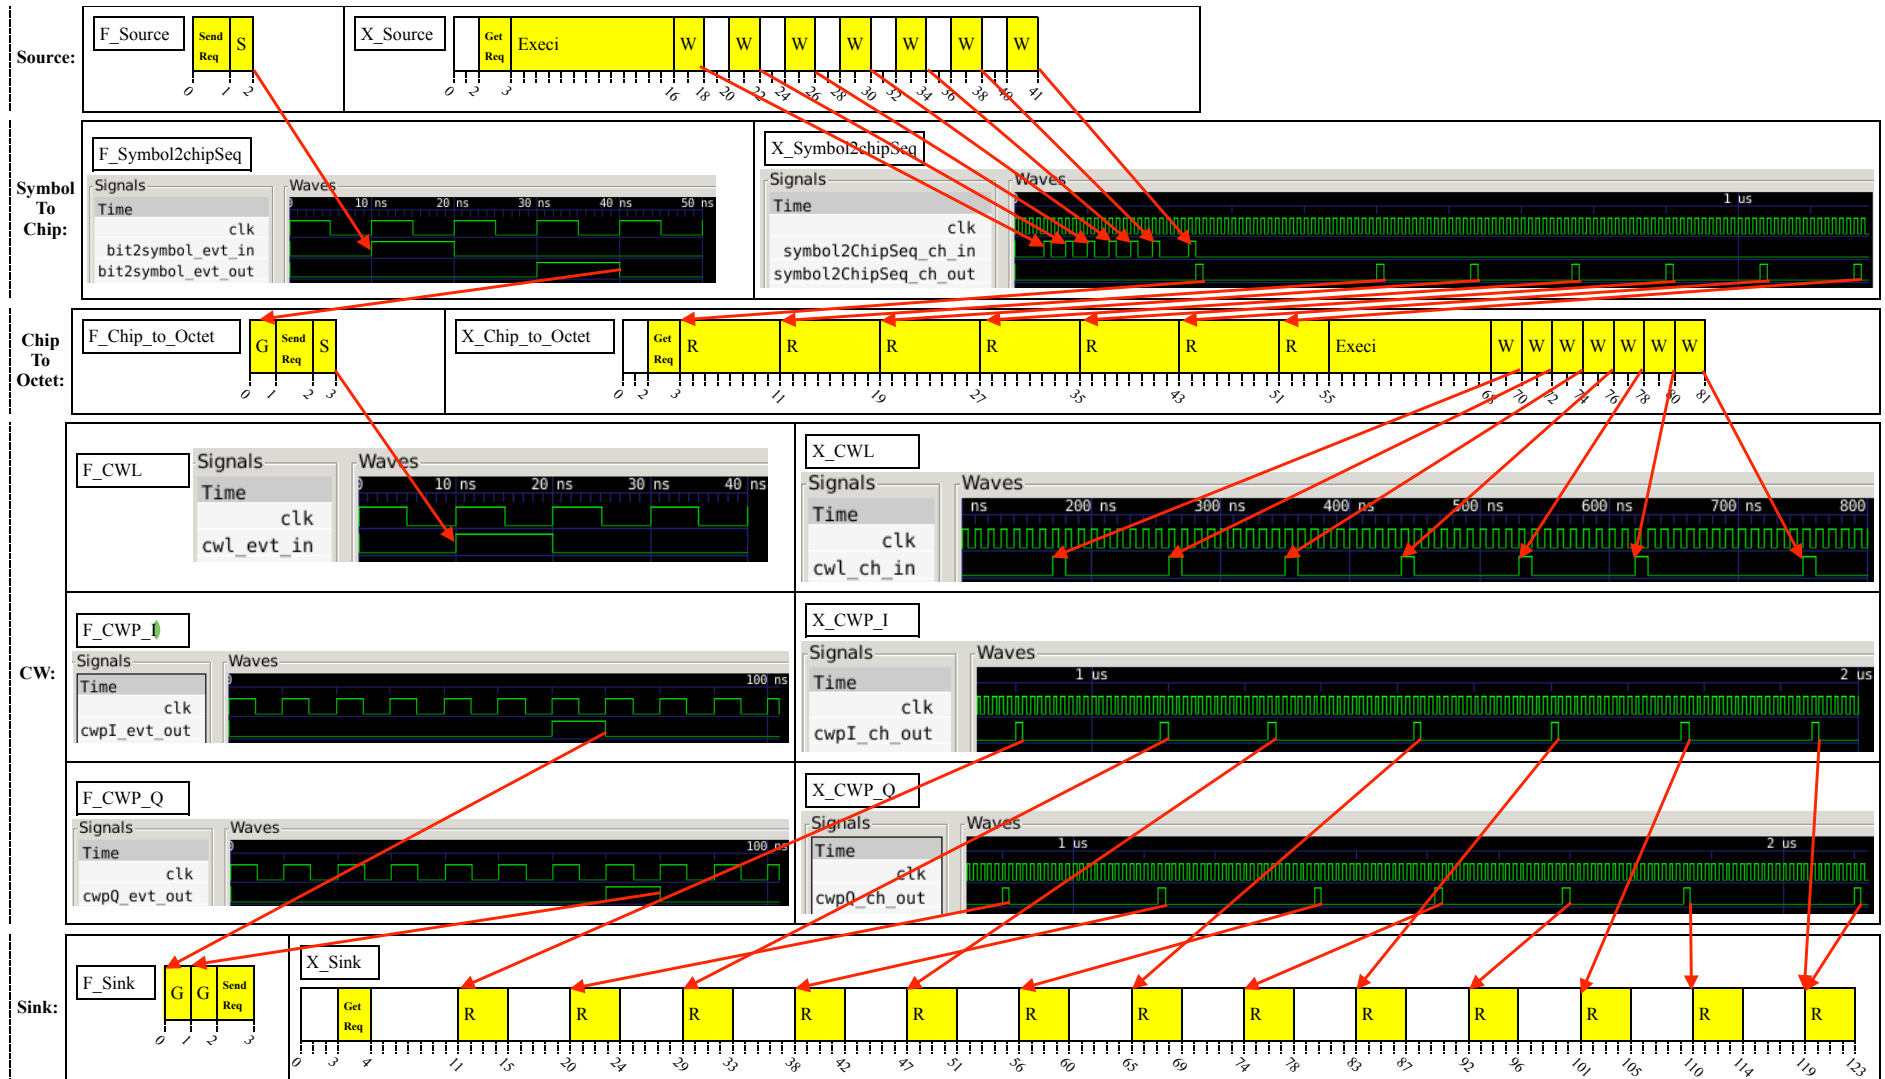 Source:
F_Source
Send
Req
S
0
1
2
X_Source
Get
Req
Execi
W
W
W
W
W
W
W
0
2
3
16
18
20
22
24
26
28
30
32
34
36
38
40
41
Symbol
To
Chip:
F_Symbol2chipSeq
Signals
Waves
Time
10 ns
20 ns
30 ns
40 ns
50 ns
clk
bit2symbol_evt_in
bit2symbol_evt_out
X_Symbol2chipSeq
Signals
Waves
Time
1 us
clk
symbol2ChipSeq_ch_in
symbol2ChipSeq_ch_out
Chip
To
Octet:
F_Chip_to_Octet
G
Send
Req
S
0
1
2
3
X_Chip_to_Octet
Get
Req
R
R
R
R
R
R
R
Execi
W
W
W
W
W
W
W
0
2
3
11
19
27
35
43
51
55
68
70
72
74
76
78
80
81
CW:
F_CWL
Signals
Waves
Time
10 ns
20 ns
30 ns
40 ns
clk
cwl_evt_in
X_CWL
Signals
Waves
Time
ns
200 ns
300 ns
400 ns
500 ns
600 ns
700 ns
800
clk
cwl_ch_in
F_CWP_I
Signals
Waves
Time
0
100 ns
clk
cwpI_evt_out
X_CWP_I
Signals
Waves
Time
1 us
2 us
clk
cwpI_ch_out
F_CWP_Q
Signals
Waves
Time
0
100 ns
clk
cwpQ_evt_out
X_CWP_Q
Signals
Waves
Time
1 us
2 us
clk
cwpQ_ch_out
Sink:
F_Sink
G
G
Send
Req
0
1
2
3
X_Sink
Get
Req
R
R
R
R
R
R
R
R
R
R
R
R
R
0
3
4
11
15
20
24
29
33
38
42
47
51
56
60
65
69
74
78
83
87
92
96
101
105
110
114
119
123